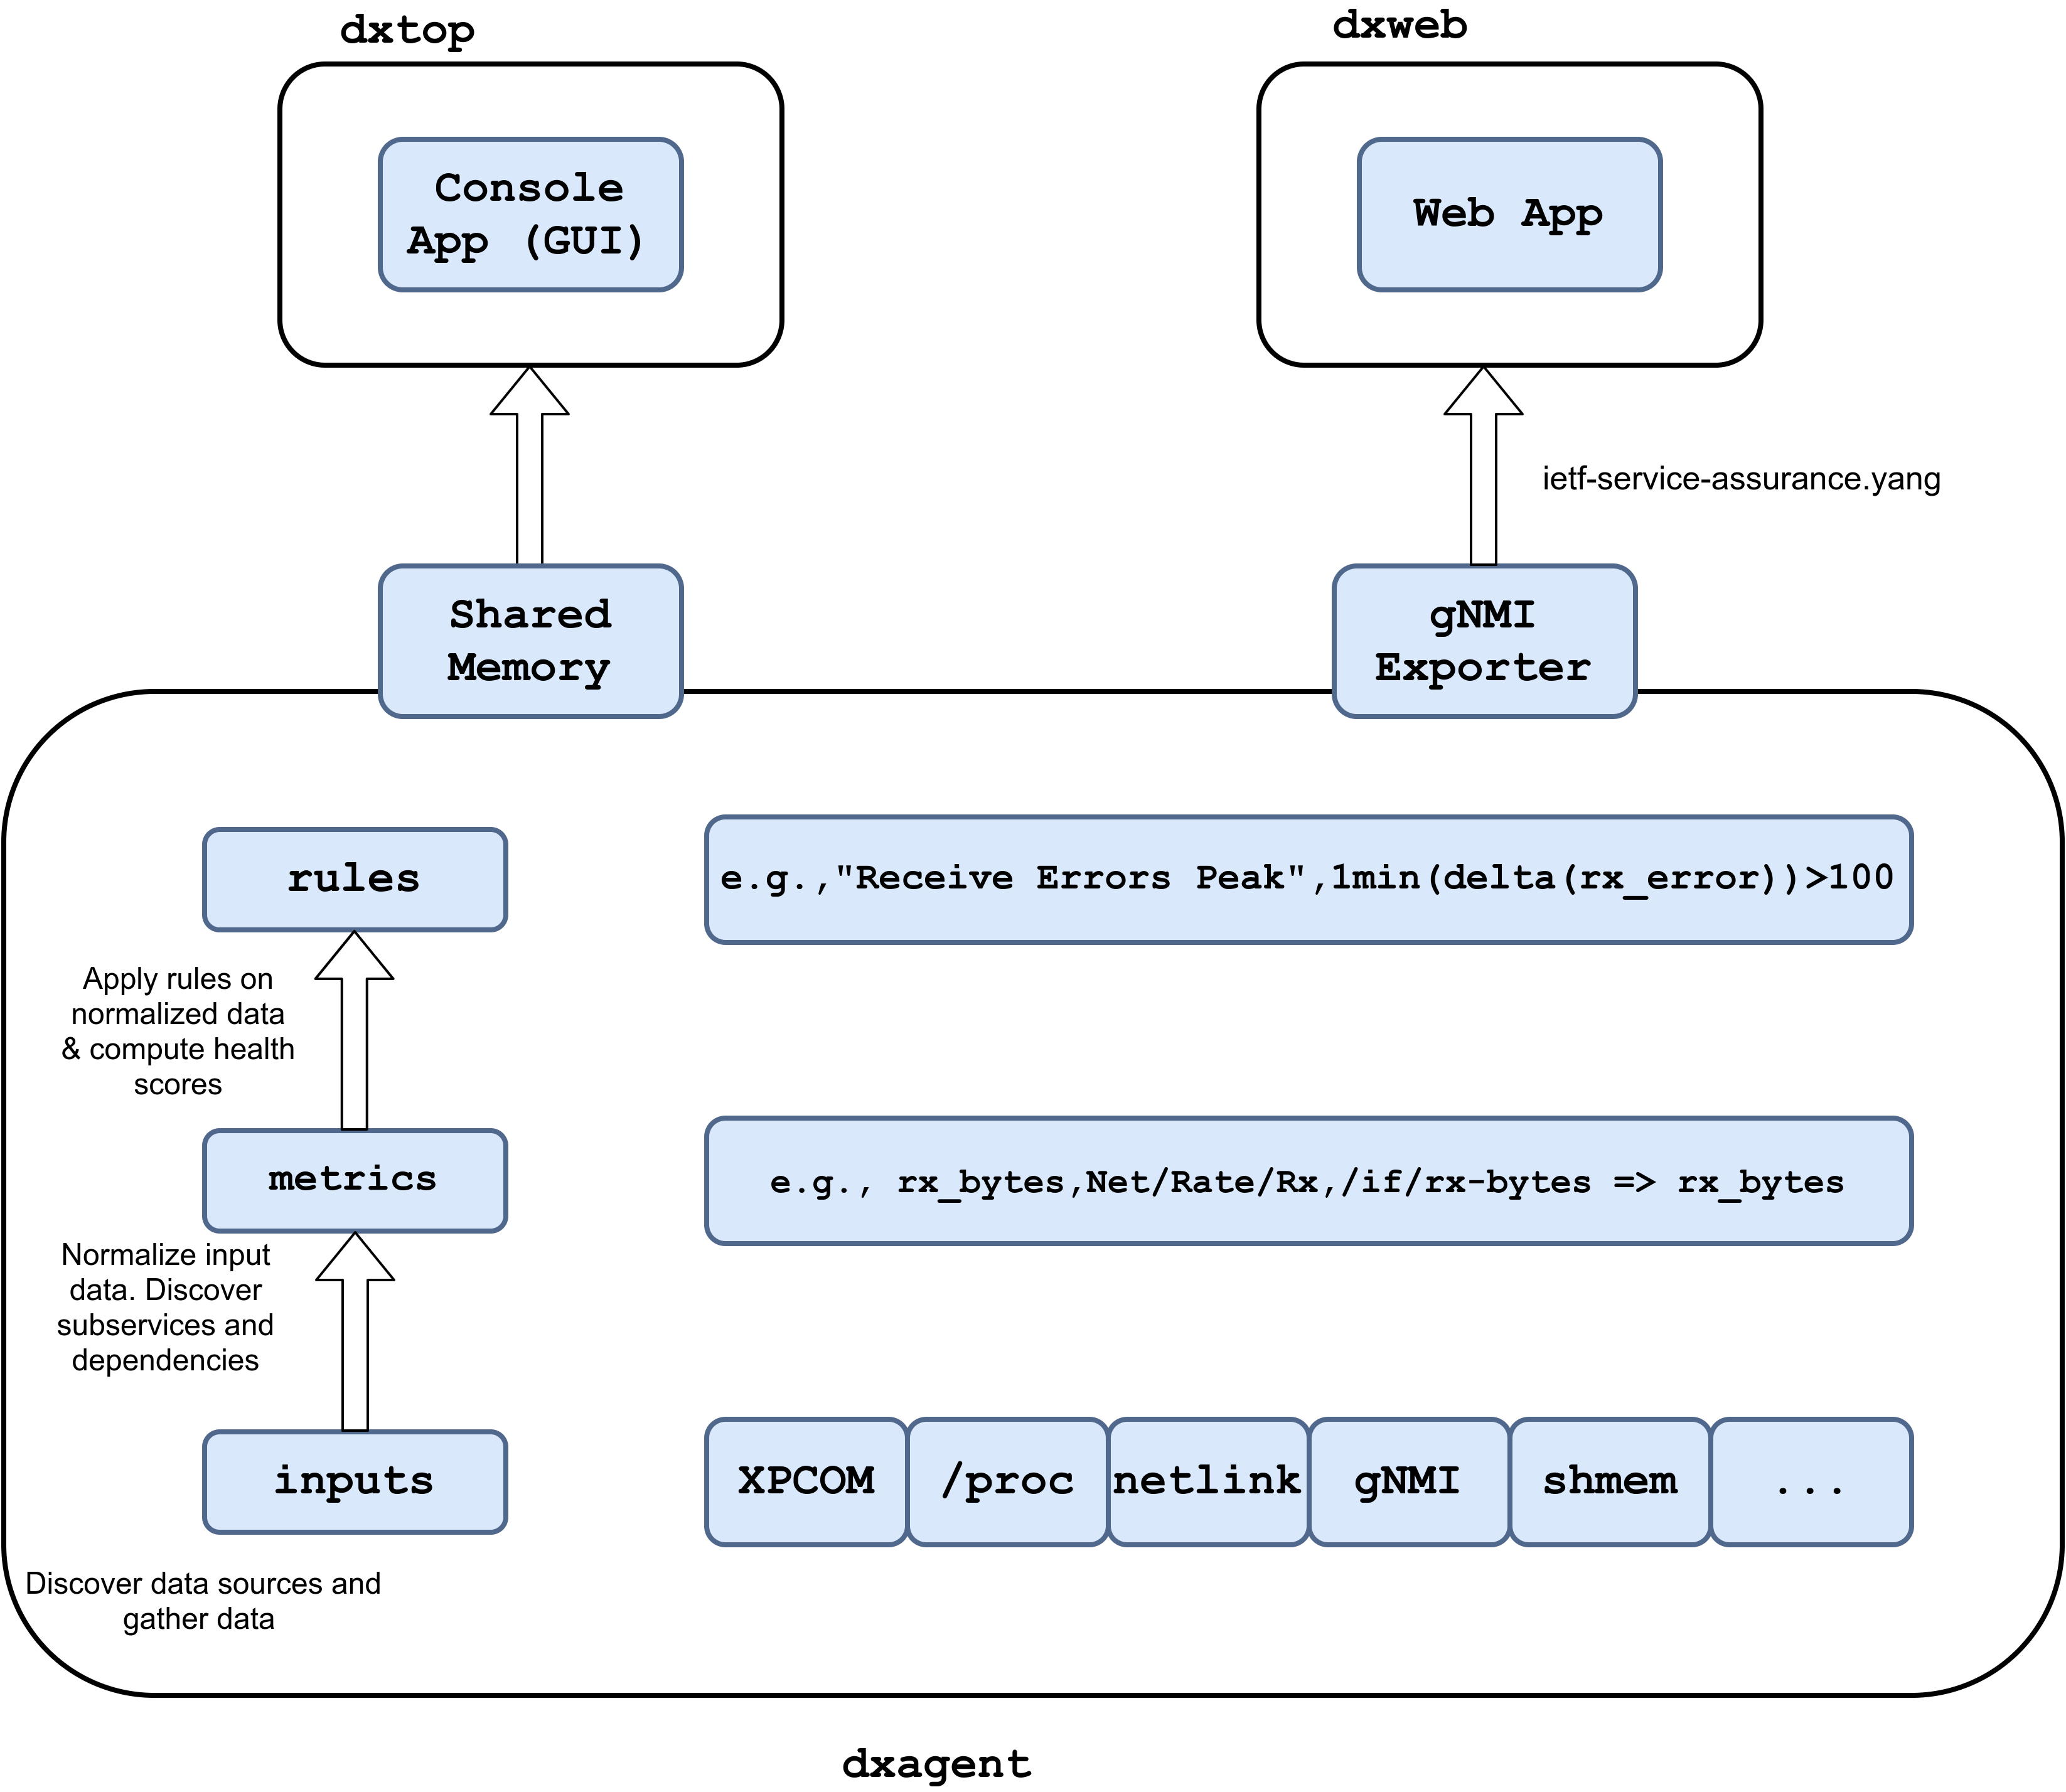 dxtop
dxweb
Console
App (GUI)
Web App
ietf-service-assurance.yang
Shared
Memory
gNMI
Exporter
rules
e.g.,"Receive Errors Peak",1min(delta(rx_error))>100
Apply rules on
normalized data
& compute health
scores
metrics
e.g., rx_bytes,Net/Rate/Rx,/if/rx-bytes => rx_bytes
Normalize input
data. Discover
subservices and
dependencies
inputs
XPCOM
/proc
netlink
gNMI
shmem
...
Discover data sources and
gather data
dxagent